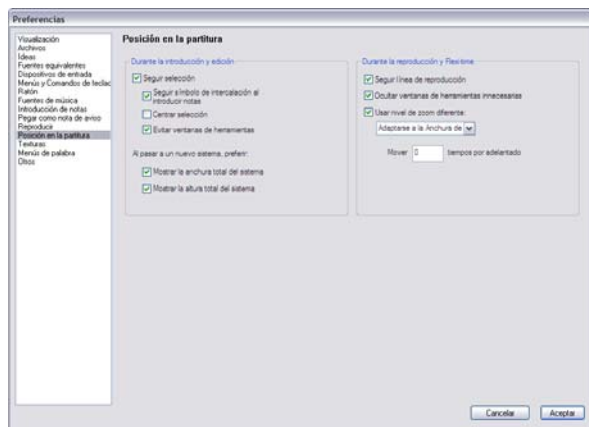 Preferencias
Visualización
Archivos
Ideas
Fuentes equivalentes
Dispositivos de entrada
Menús y Comandos de teclac
Ratón
Fuentes de música
Introducción de notas
Pegar como nota de aviso
Reproducir
Posición en la partitura
Texturas
Menús de palabra
Otros
Posición en la partitura
Durante la introducción y edición
Seguir selección
Seguir símbolo de intercalación al
introducir notas
Centrar selección
Evitar ventanas de herramientas
Al pasar a un nuevo sistema, preferir:
Mostrar la anchura total del sistema
Mostrar la altura total del sistema
Durante la reproducción y Flexi-time
Seguir línea de reproducción
Ocultar ventanas de herramientas innecesarias
Usar nivel de zoom diferente:
Adaptarse a la Anchura de
Mover 0 tiempos por adelantado
Cancelar
Aceptar